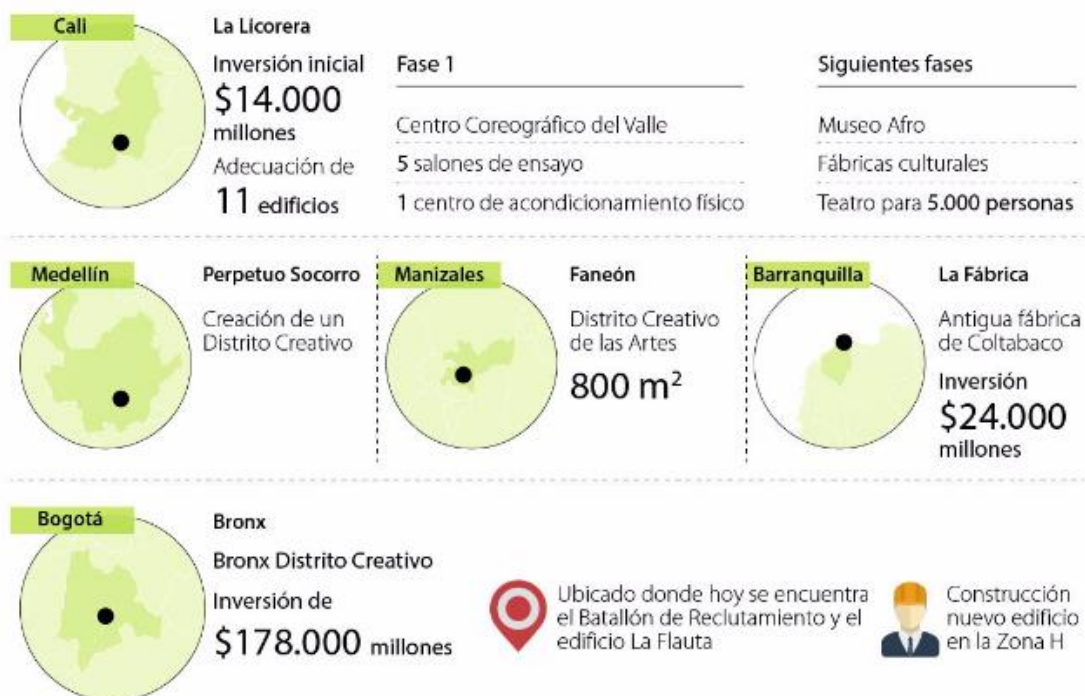 Cali
La Licorera
Inversión inicial
$14.000
millones
Adecuación de
11 edificios
Fase 1
Centro Coreográfico del Valle
5 salones de ensayo
1 centro de acondicionamiento físico
Siguientes fases
Museo Afro
Fábricas culturales
Teatro para 5.000 personas
Medellín
Perpetuo Socorro
Creación de un
Distrito Creativo
Manizales
Faneón
Distrito Creativo
de las Artes
800 m²
Barranquilla
La Fábrica
Antigua fábrica
de Coltabaco
Inversión
$24.000
millones
Bogotá
Bronx
Bronx Distrito Creativo
Inversión de
$178.000 millones
Ubicado donde hoy se encuentra
el Batallón de Reclutamiento y el
edificio La Flauta
Construcción
nuevo edificio
en la Zona H